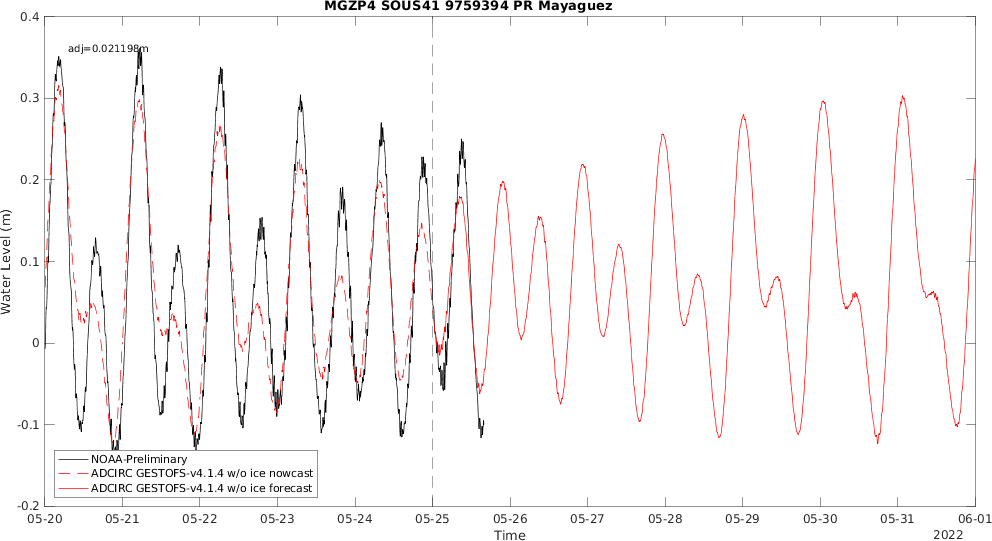 MGZP4 SOUS41 9759394 PR Mayaguez
adj=0.021198m
Water Level (m)
0.4
0.3
0.2
0.1
0
-0.1
-0.2
NOAA-Preliminary
ADCIRC GESTOFS-v4.1.4 w/o ice nowcast
ADCIRC GESTOFS-v4.1.4 w/o ice forecast
05-20 05-21 05-22 05-23 05-24 05-25 05-26 05-27 05-28 05-29 05-30 05-31 06-01
Time
2022